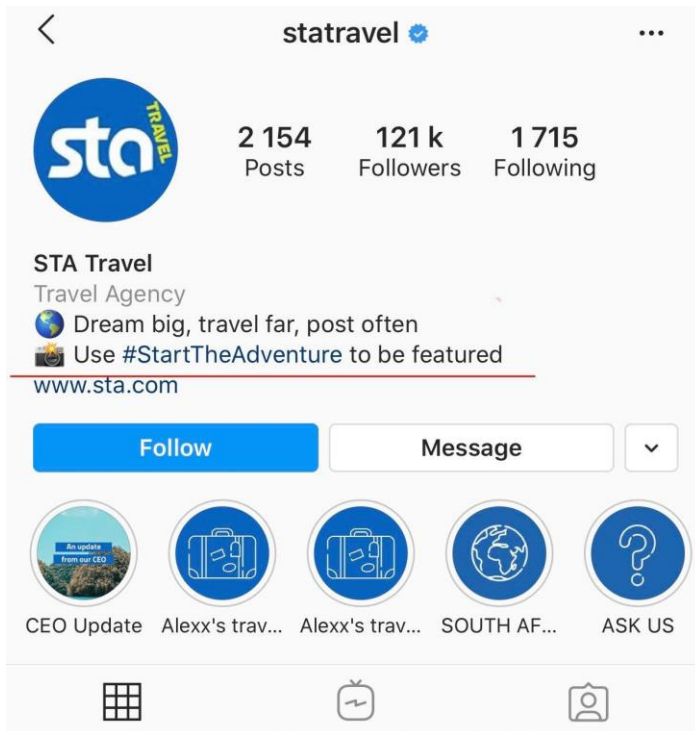 statravel
sta TRAVEL
2 154 121 k 1 715
Posts Followers Following
STA Travel
Travel Agency
Dream big, travel far, post often
Use #StartTheAdventure to be featured
www.sta.com
Follow Message
An update
from our CEO
CEO Update Alexx's trav... Alexx's trav... SOUTH AF... ASK US